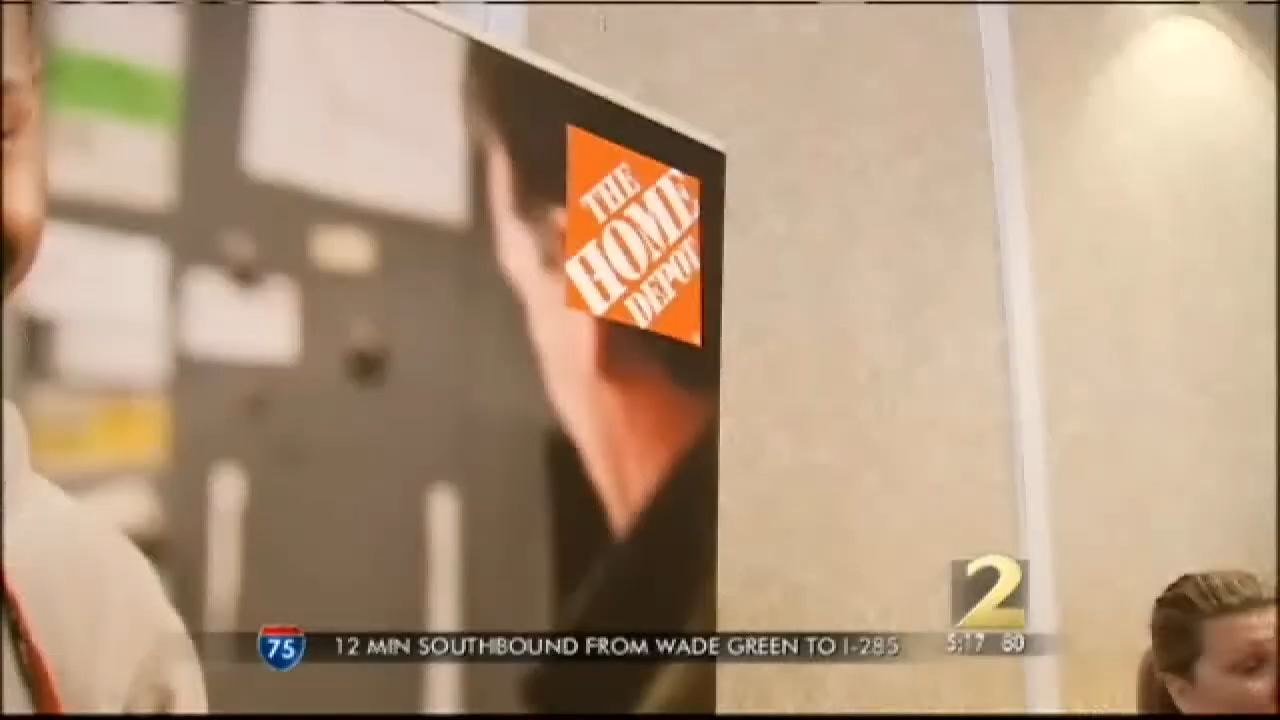 THE
HOME
DEPOT
2
75 12 MIN SOUTHBOUND FROM WADE GREEN TO I-285 5:17 80